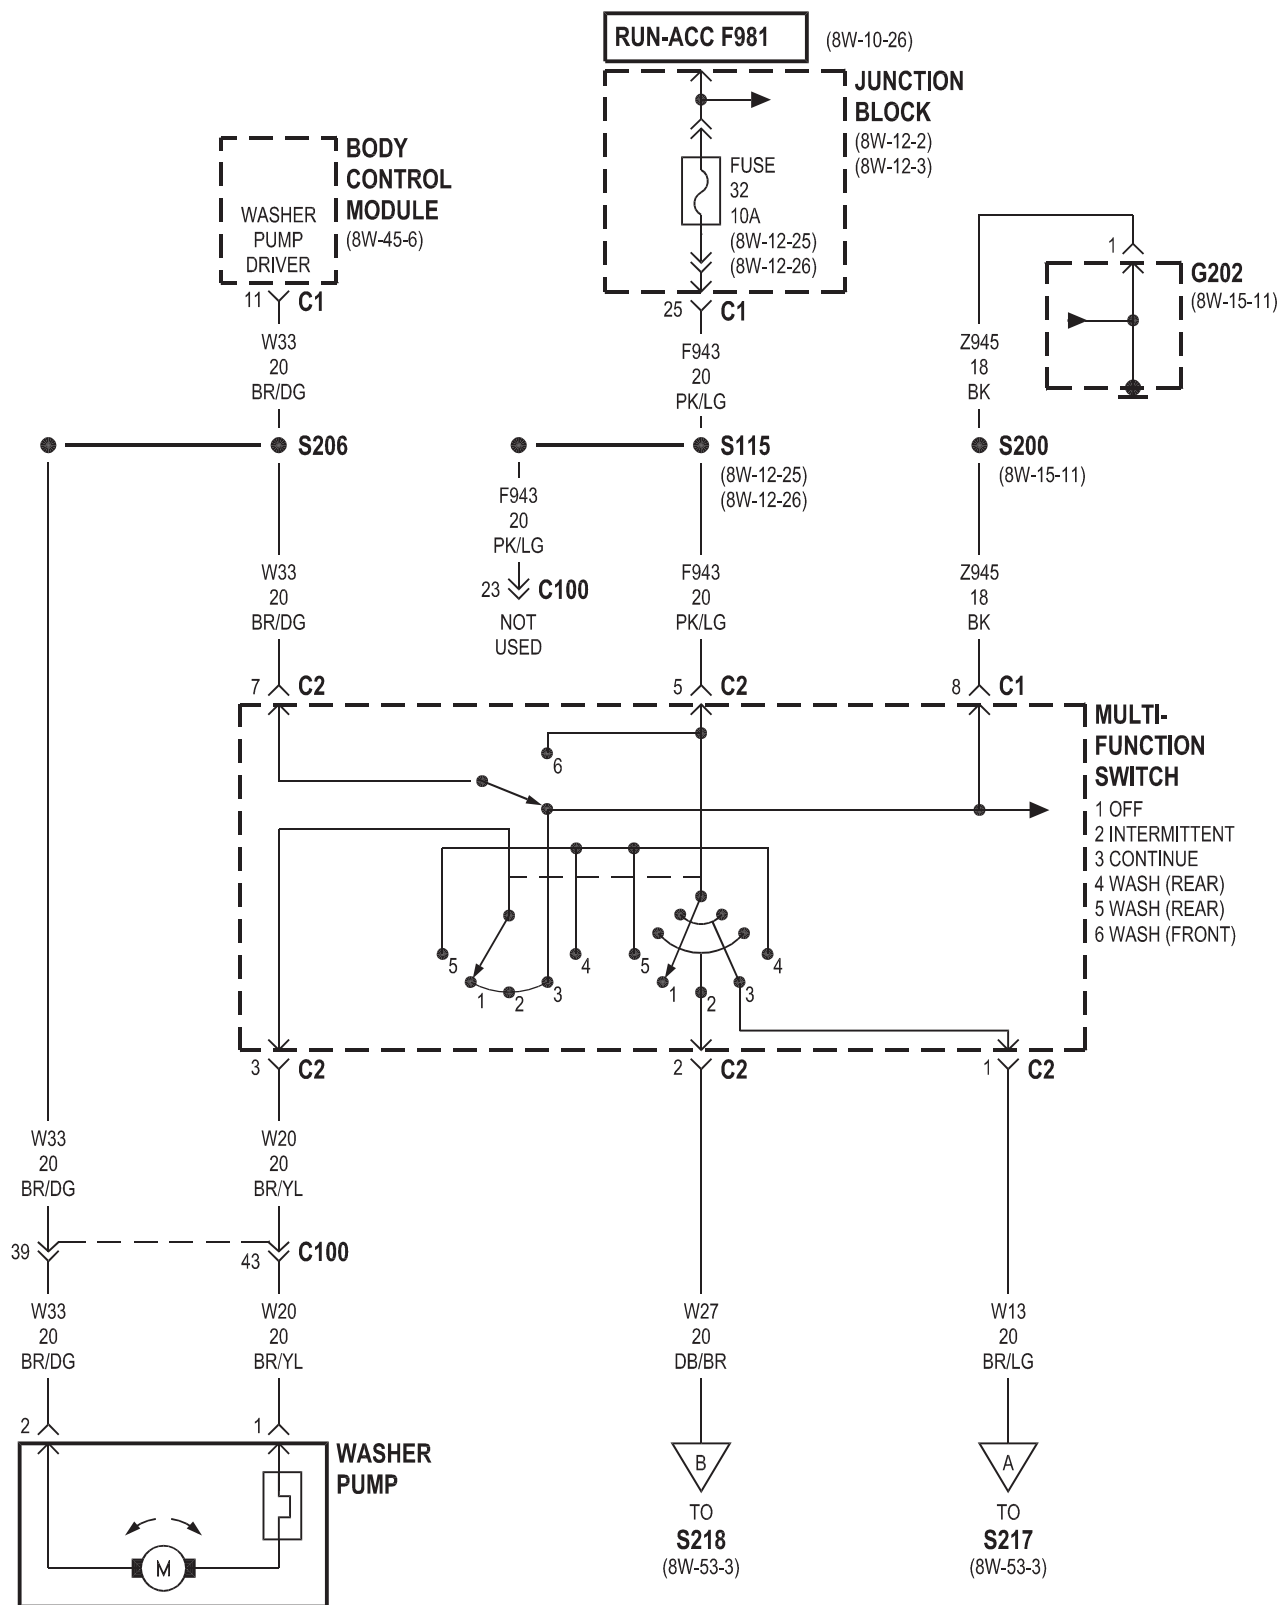 RUN-ACC F981
(8W-10-26)
JUNCTION
BLOCK
(8W-12-2)
(8W-12-3)
FUSE
32
10A
(8W-12-25)
(8W-12-26)
BODY
CONTROL
MODULE
(8W-45-6)
WASHER
PUMP
DRIVER
1
G202
(8W-15-11)
11
C1
25
C1
W33
20
BR/DG
F943
20
PK/LG
Z945
18
BK
S206
S115
(8W-12-25)
(8W-12-26)
S200
(8W-15-11)
F943
20
PK/LG
23
C100
NOT
USED
W33
20
BR/DG
F943
20
PK/LG
Z945
18
BK
7
C2
5
C2
8
C1
MULTI-
FUNCTION
SWITCH
1 OFF
2 INTERMITTENT
3 CONTINUE
4 WASH (REAR)
5 WASH (REAR)
6 WASH (FRONT)
6
5
4
5
4
1
2
3
1
2
3
3
C2
2
C2
1
C2
W33
20
BR/DG
W20
20
BR/YL
39
43
C100
W33
20
BR/DG
W20
20
BR/YL
W27
20
DB/BR
W13
20
BR/LG
2
1
WASHER
PUMP
M
B
TO
S218
(8W-53-3)
A
TO
S217
(8W-53-3)